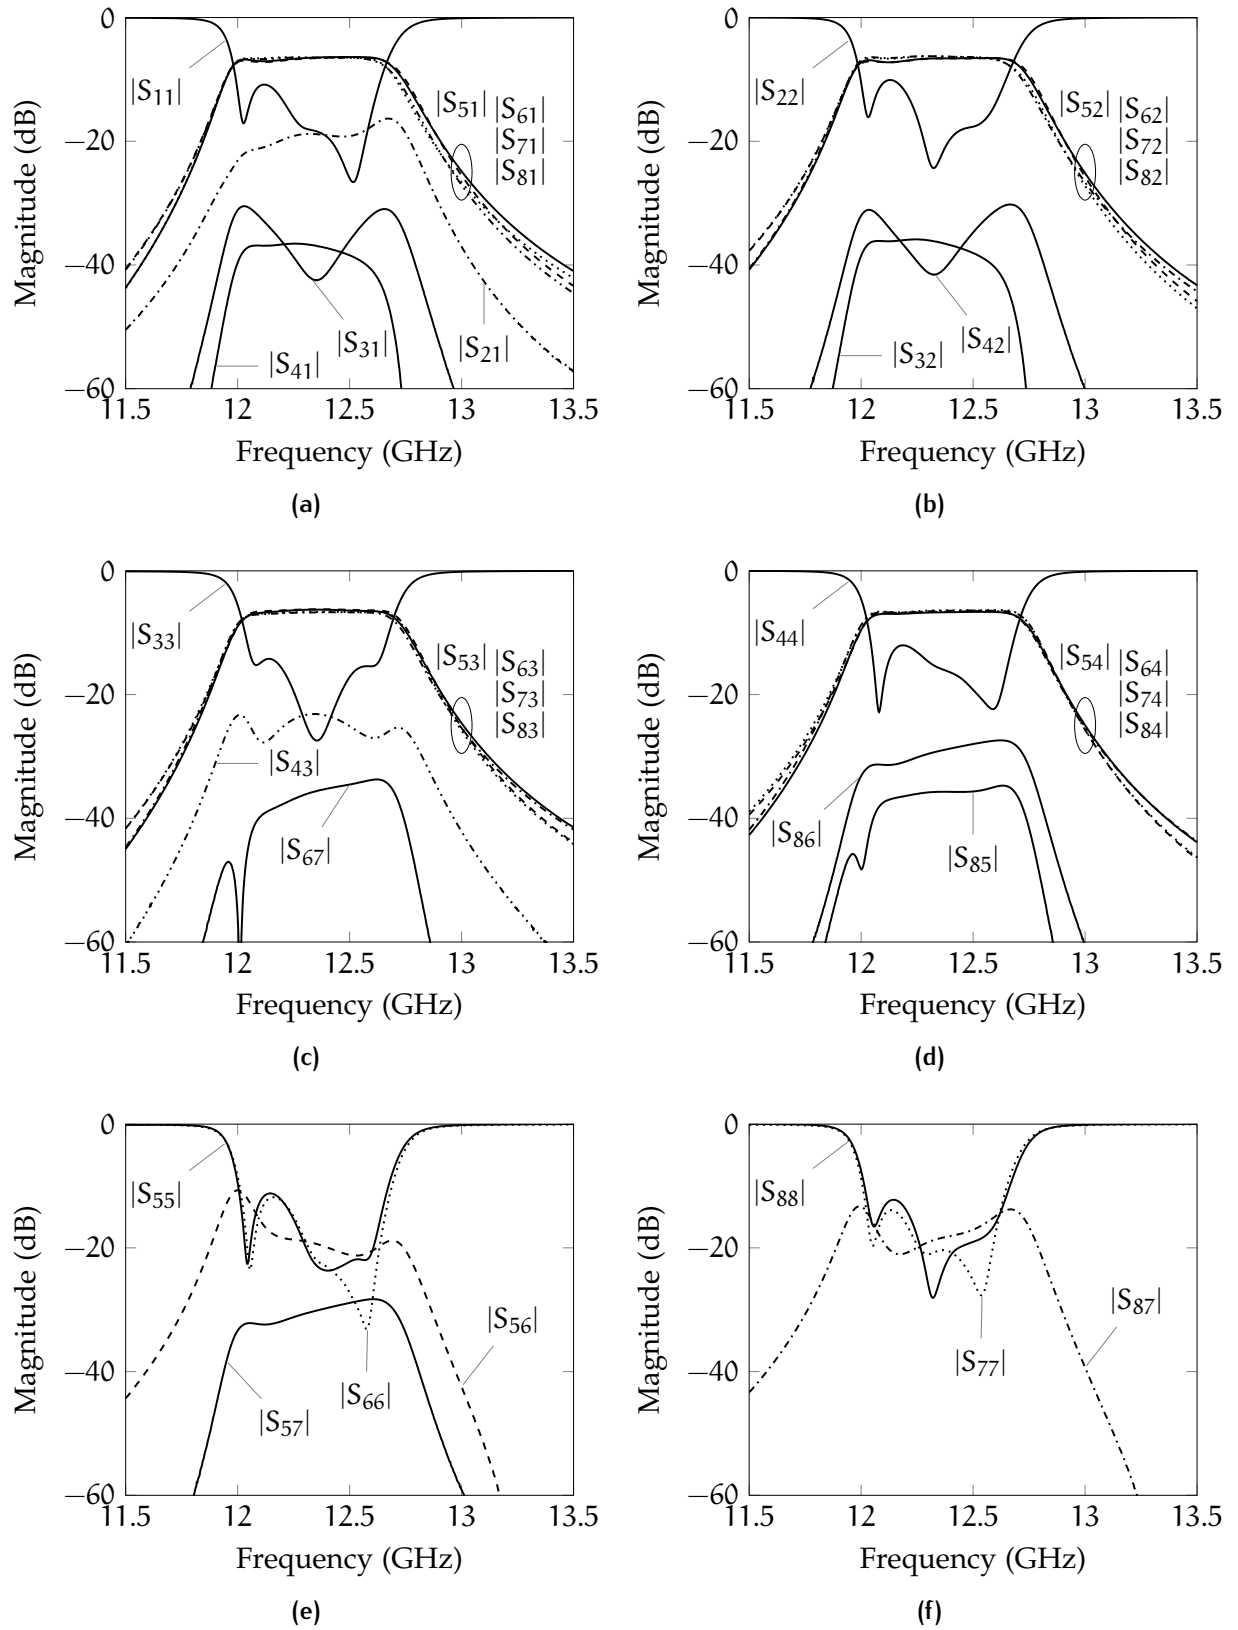 0
−20
−40
−60
Magnitude (dB)
|S11|
|S51|
|S61|
|S71|
|S81|
|S41|
|S31|
|S21|
11.5 12 12.5 13 13.5
Frequency (GHz)
(a)
0
−20
−40
−60
Magnitude (dB)
|S22|
|S52|
|S62|
|S72|
|S82|
|S32|
|S42|
11.5 12 12.5 13 13.5
Frequency (GHz)
(b)
0
−20
−40
−60
Magnitude (dB)
|S33|
|S53|
|S63|
|S73|
|S83|
|S43|
|S67|
11.5 12 12.5 13 13.5
Frequency (GHz)
(c)
0
−20
−40
−60
Magnitude (dB)
|S44|
|S54|
|S64|
|S74|
|S84|
|S86|
|S85|
11.5 12 12.5 13 13.5
Frequency (GHz)
(d)
0
−20
−40
−60
Magnitude (dB)
|S55|
|S56|
|S66|
|S57|
11.5 12 12.5 13 13.5
Frequency (GHz)
(e)
0
−20
−40
−60
Magnitude (dB)
|S88|
|S87|
|S77|
11.5 12 12.5 13 13.5
Frequency (GHz)
(f)